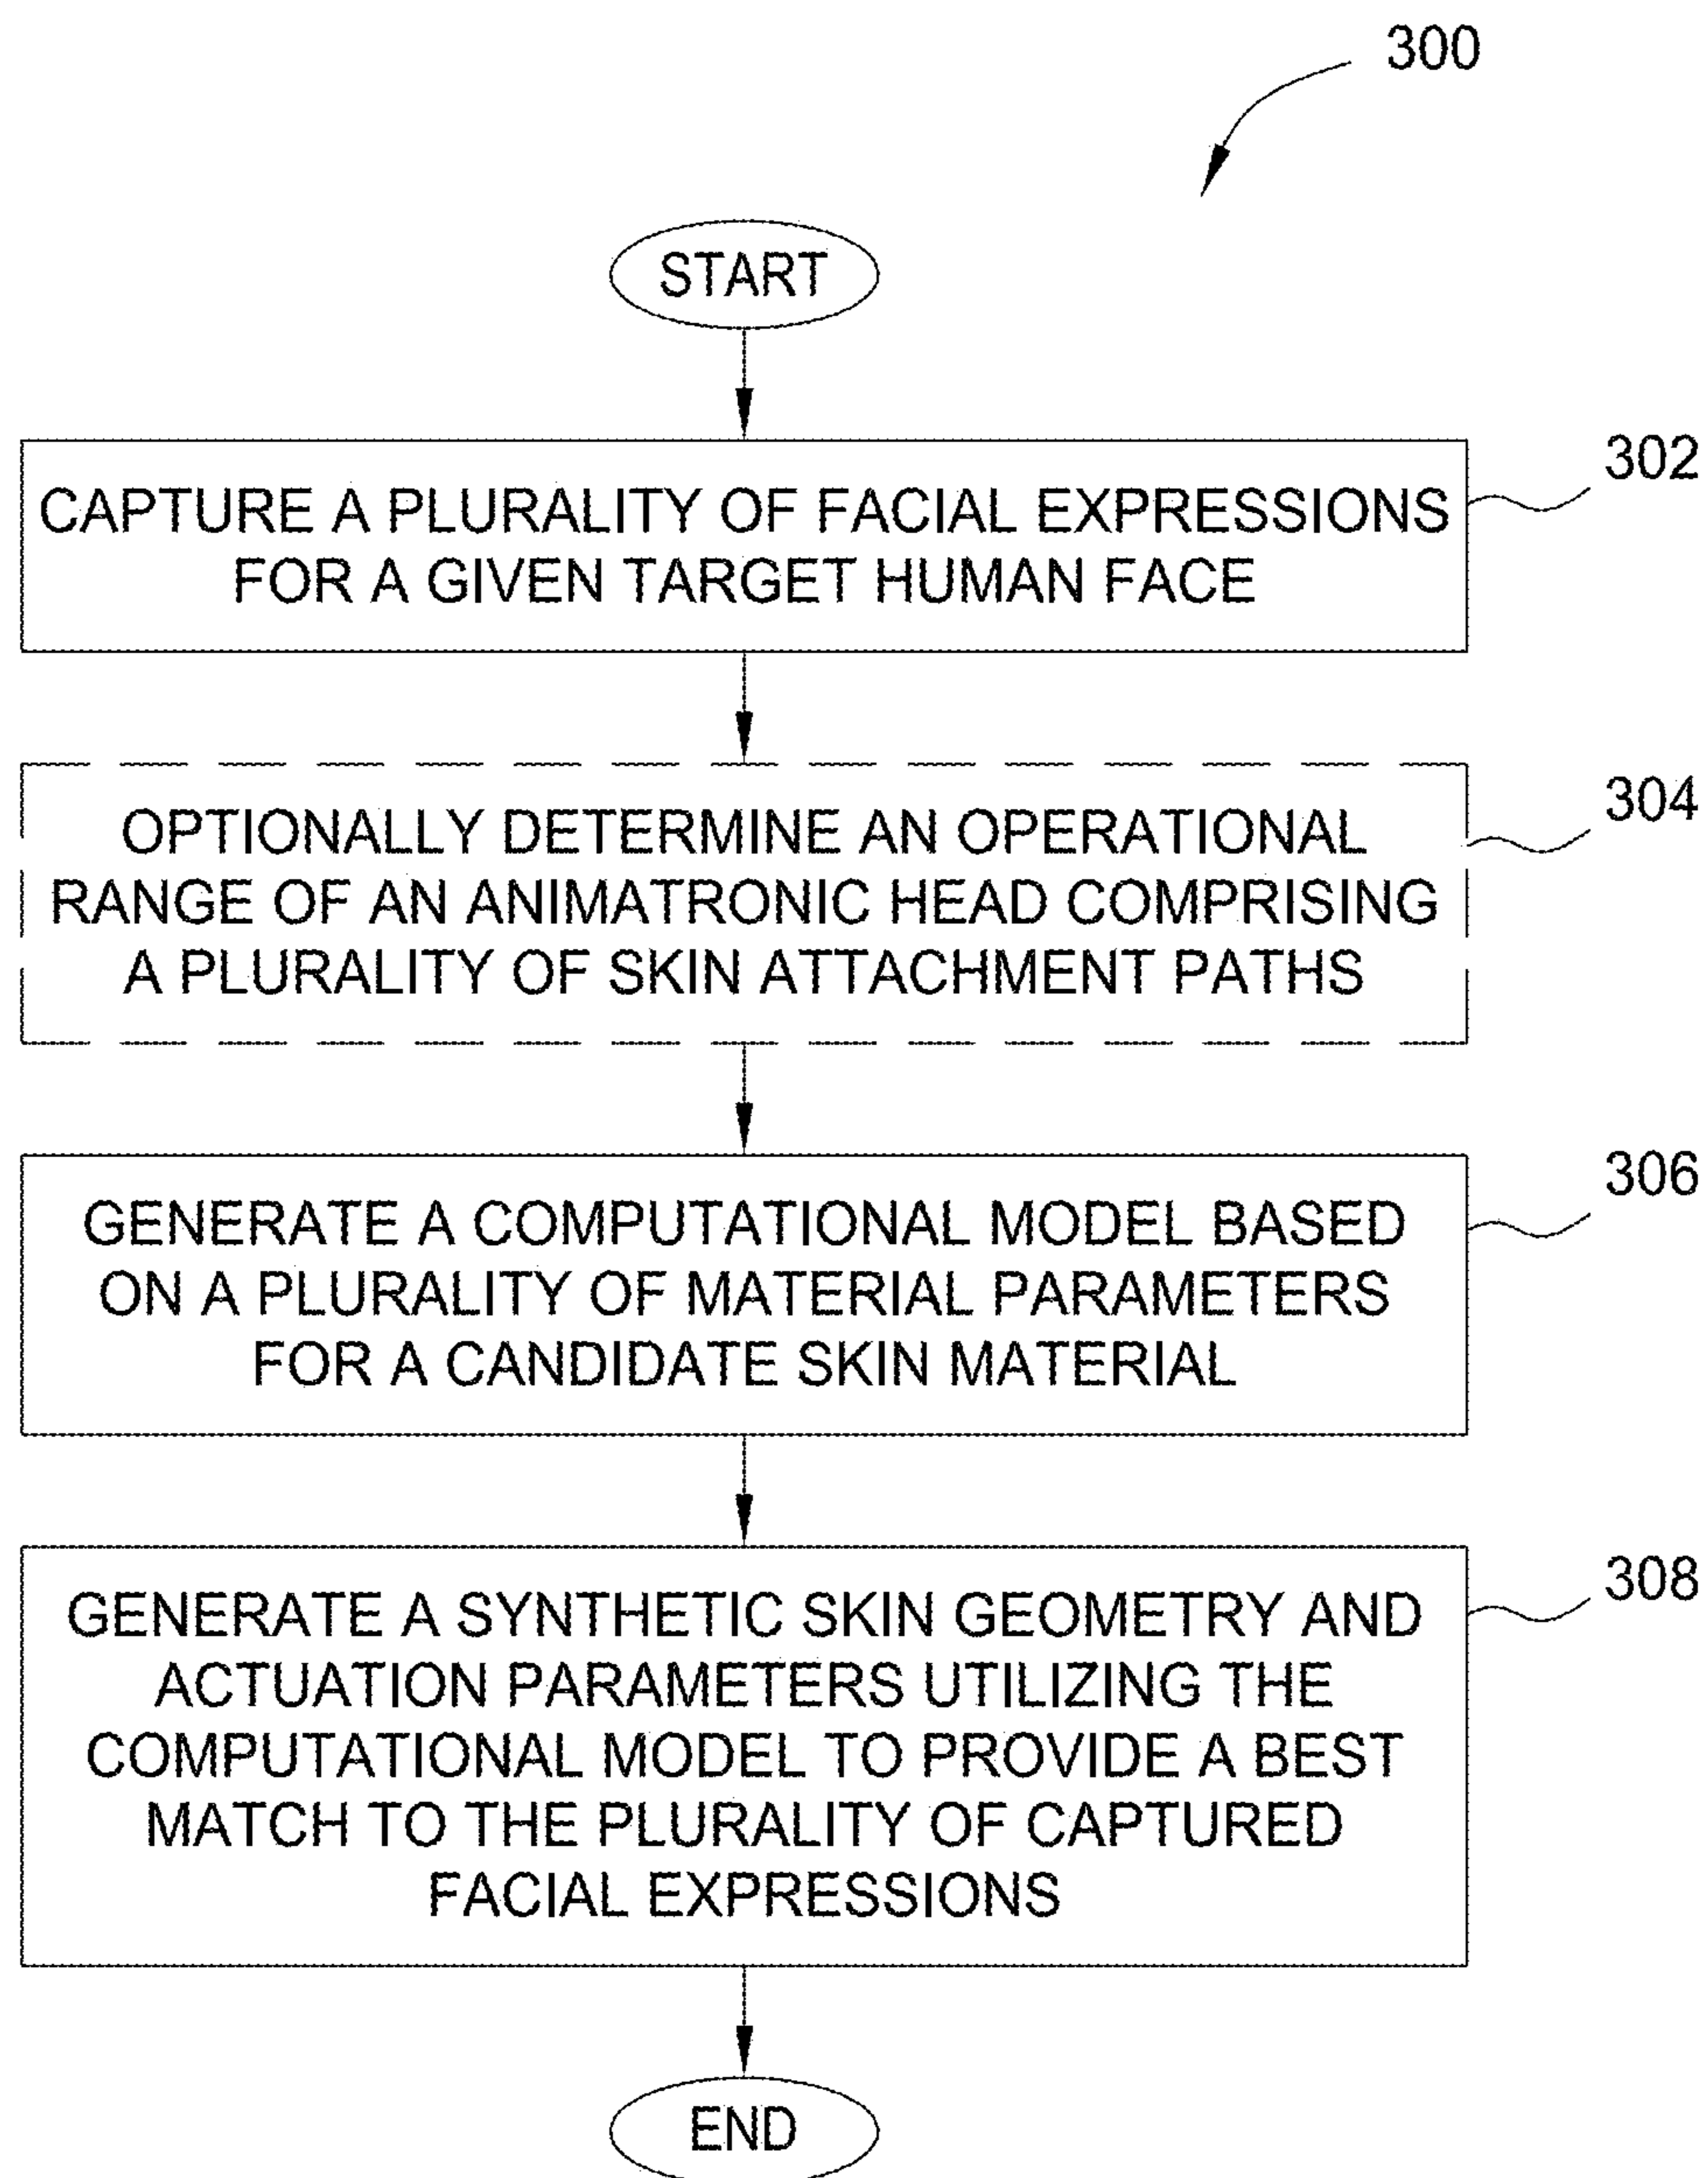 300
START
302
CAPTURE A PLURALITY OF FACIAL EXPRESSIONS
FOR A GIVEN TARGET HUMAN FACE
304
OPTIONALLY DETERMINE AN OPERATIONAL
RANGE OF AN ANIMATRONIC HEAD COMPRISING
A PLURALITY OF SKIN ATTACHMENT PATHS
306
GENERATE A COMPUTATIONAL MODEL BASED
ON A PLURALITY OF MATERIAL PARAMETERS
FOR A CANDIDATE SKIN MATERIAL
308
GENERATE A SYNTHETIC SKIN GEOMETRY AND
ACTUATION PARAMETERS UTILIZING THE
COMPUTATIONAL MODEL TO PROVIDE A BEST
MATCH TO THE PLURALITY OF CAPTURED
FACIAL EXPRESSIONS
END